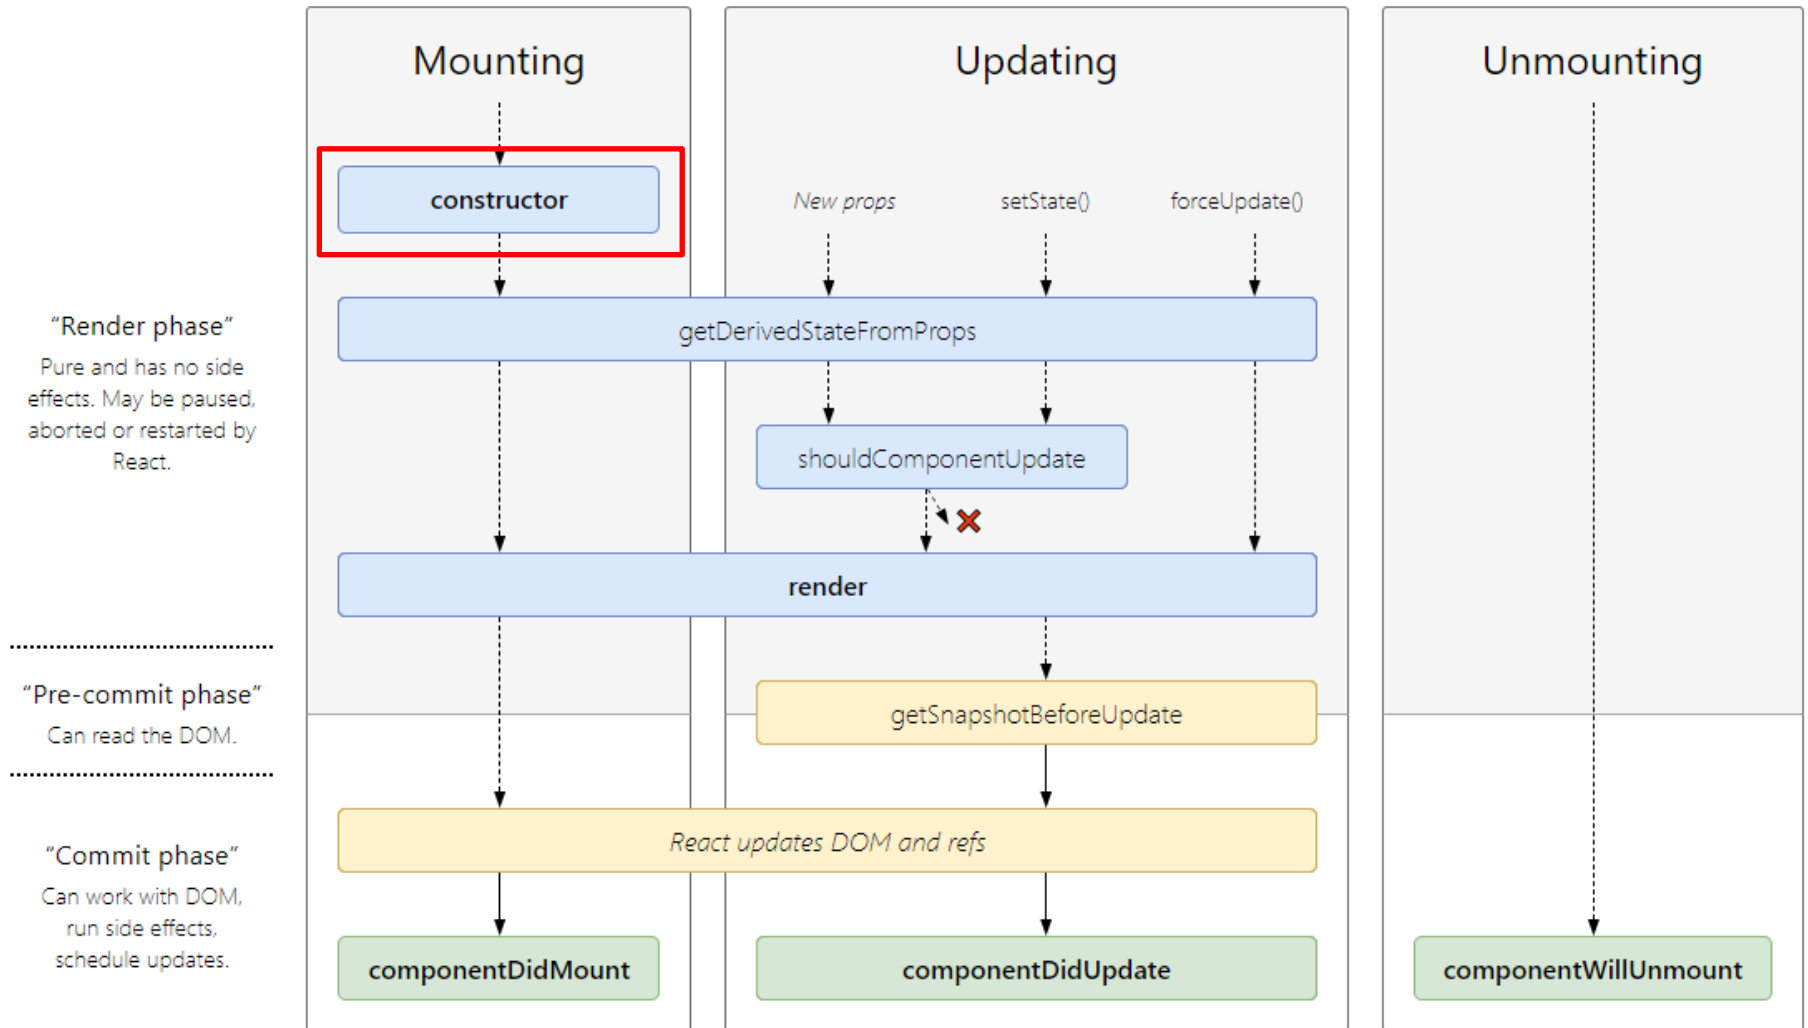 Mounting
Updating
Unmounting
constructor
New props
setState()
forceUpdate()
"Render phase"
Pure and has no side
effects. May be paused,
aborted or restarted by
React.
getDerivedStateFromProps
shouldComponentUpdate
render
"Pre-commit phase"
Can read the DOM.
getSnapshotBeforeUpdate
"Commit phase"
Can work with DOM,
run side effects,
schedule updates.
React updates DOM and refs
componentDidMount
componentDidUpdate
componentWillUnmount